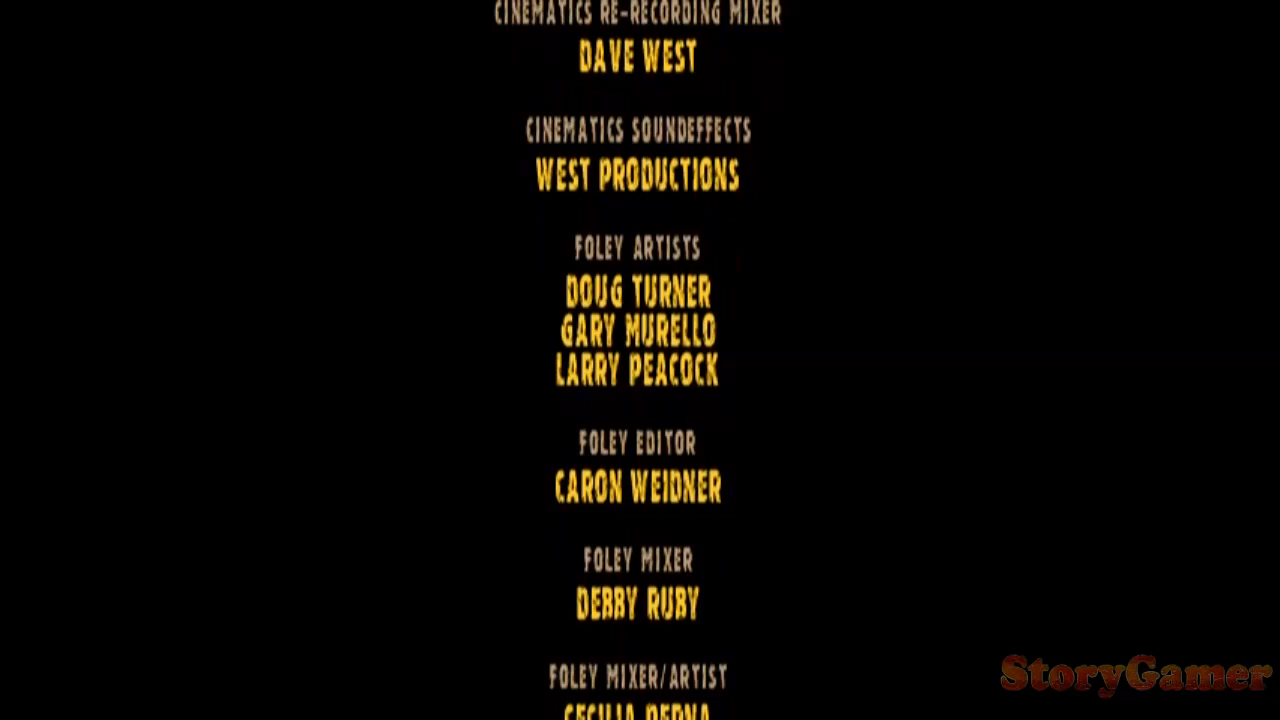 CINEMATICS RE-RECORDING MIXER
DAVE WEST
CINEMATICS SOUNDEFFECTS
WEST PRODUCTIONS
FOLEY ARTISTS
DOUG TURNER
GARY MURELLO
LARRY PEACOCK
FOLEY EDITOR
CARON WEIDNER
FOLEY MIXER
DEBBY RUBY
FOLEY MIXER/ARTIST
CECILIA
StoryGamer